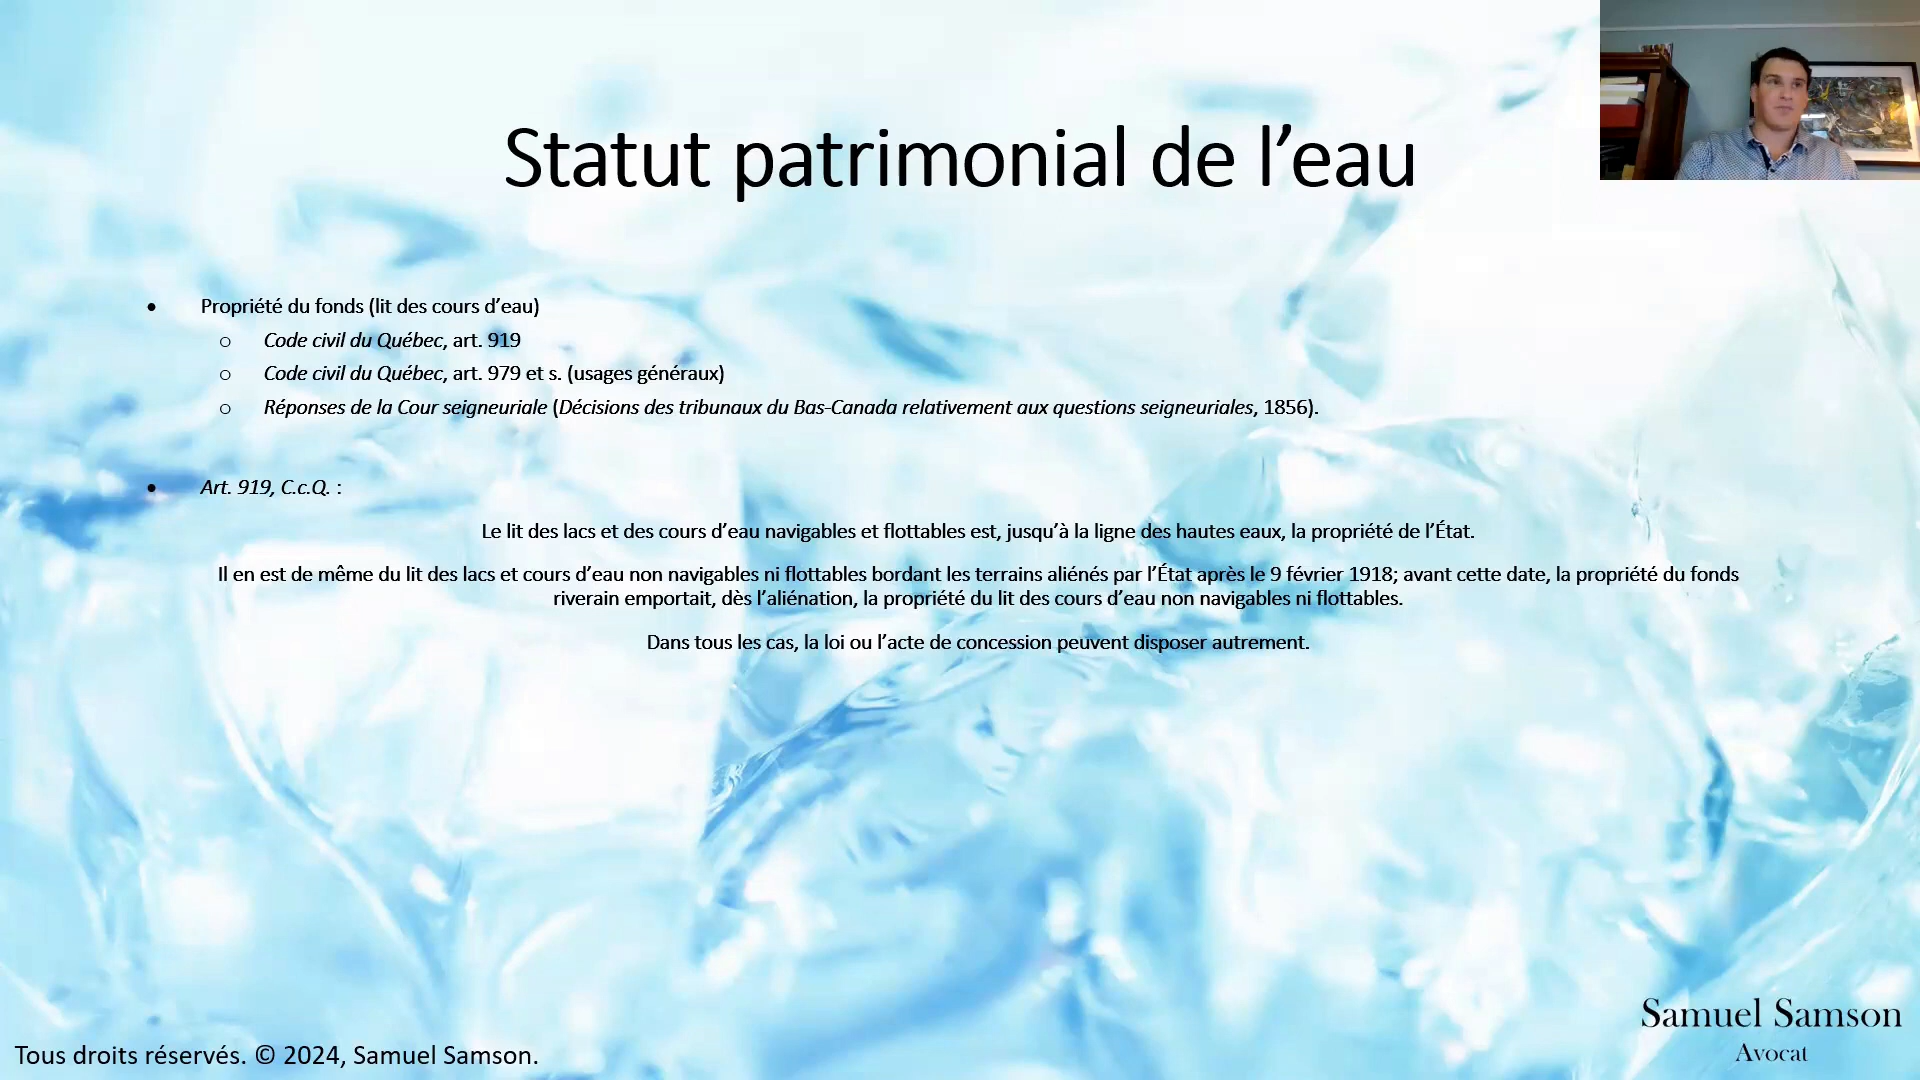 Statut patrimonial de l’eau
• Propriété du fonds (lit des cours d’eau)
o Code civil du Québec, art. 919
o Code civil du Québec, art. 979 et s. (usages généraux)
o Réponses de la Cour seigneuriale (Décisions des tribunaux du Bas-Canada relativement aux questions seigneuriales, 1856).
• Art. 919, C.c.Q. :
Le lit des lacs et des cours d’eau navigables et flottables est, jusqu’à la ligne des hautes eaux, la propriété de l’État.
Il en est de même du lit des lacs et cours d’eau non navigables ni flottables bordant les terrains aliénés par l’État après le 9 février 1918; avant cette date, la propriété du fonds
riverain emportait, dès l’aliénation, la propriété du lit des cours d’eau non navigables ni flottables.
Dans tous les cas, la loi ou l’acte de concession peuvent disposer autrement.
Samuel Samson
Avocat
Tous droits réservés. © 2024, Samuel Samson.